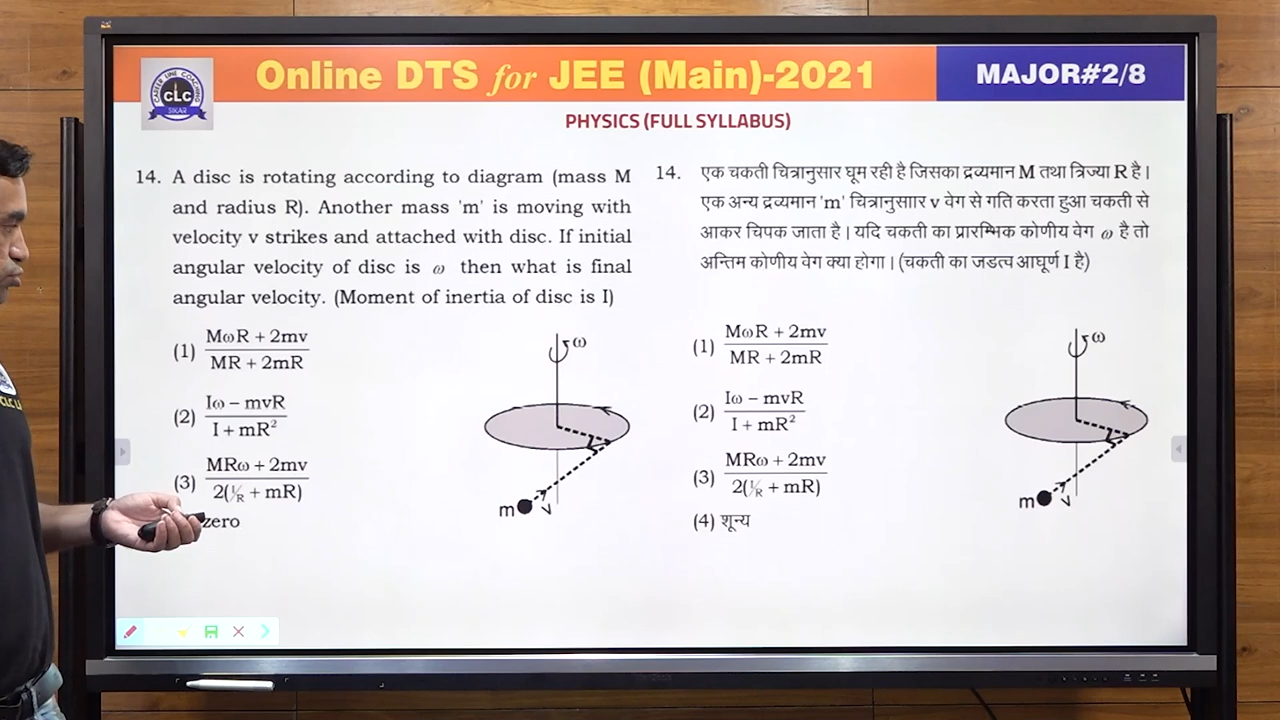 Online DTS for JEE (Main)-2021
MAJOR#2/8
CAREER LINE COACHING
CLC
SIKAR
PHYSICS (FULL SYLLABUS)
14. A disc is rotating according to diagram (mass M
and radius R). Another mass 'm' is moving with
velocity v strikes and attached with disc. If initial
angular velocity of disc is ω then what is final
angular velocity. (Moment of inertia of disc is I)
(1) MωR + 2mv
MR + 2mR
(2) Iω – mvR
I + mR²
(3) MRω + 2mv
2(I/R + mR)
zero
ω
m
v
14. एक चकती चित्रानुसार घूम रही है जिसका द्रव्यमान M तथा त्रिज्या R है।
एक अन्य द्रव्यमान 'm' चित्रानुसाार v वेग से गति करता हुआ चकती से
आकर चिपक जाता है। यदि चकती का प्रारम्भिक कोणीय वेग ω है तो
अन्तिम कोणीय वेग क्या होगा। (चकती का जडत्व आघूर्ण I है)
(1) MωR + 2mv
MR + 2mR
(2) Iω – mvR
I + mR²
(3) MRω + 2mv
2(I/R + mR)
(4) शून्य
ω
m
v